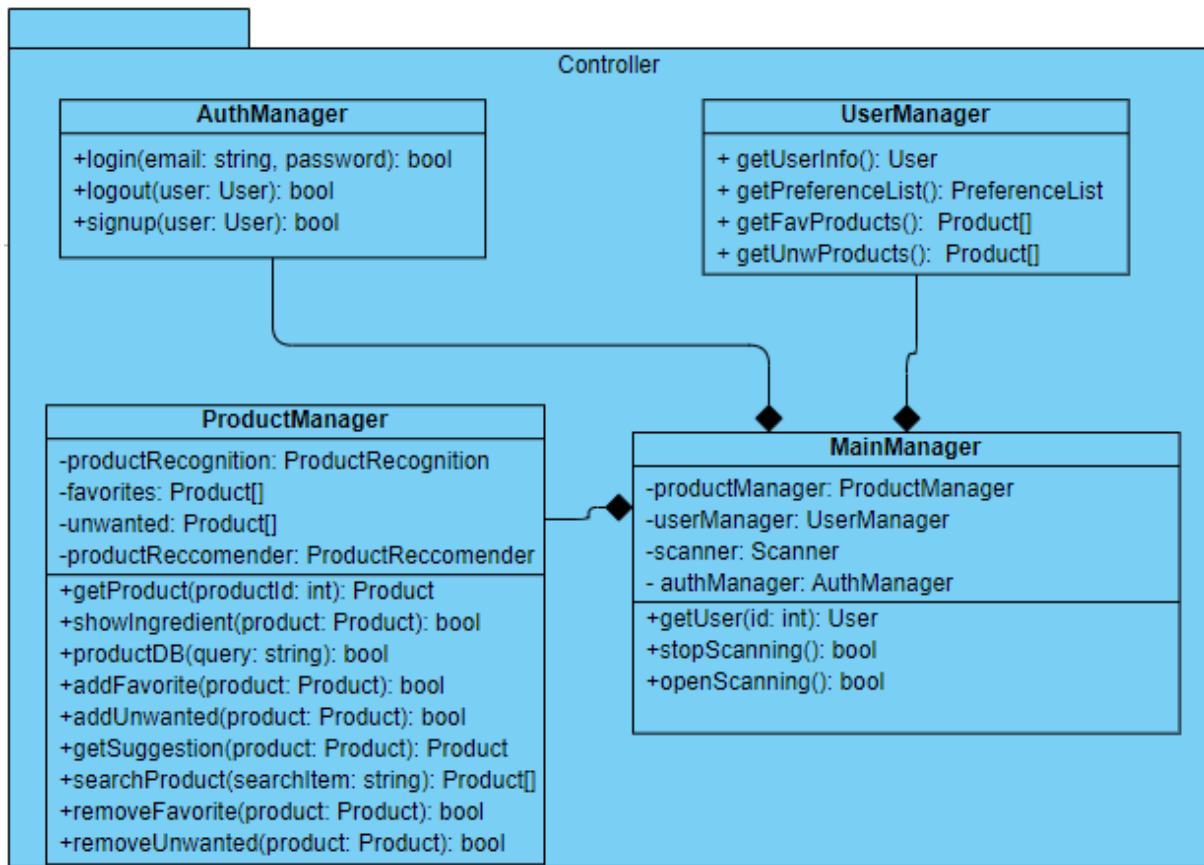 Controller
AuthManager
+login(email: string, password): bool
+logout(user: User): bool
+signup(user: User): bool
UserManager
+ getUserInfo(): User
+ getPreferenceList(): PreferenceList
+ getFavProducts():  Product[]
+ getUnwProducts():  Product[]
ProductManager
-productRecognition: ProductRecognition
-favorites: Product[]
-unwanted: Product[]
-productReccomender: ProductReccomender
+getProduct(productId: int): Product
+showIngredient(product: Product): bool
+productDB(query: string): bool
+addFavorite(product: Product): bool
+addUnwanted(product: Product): bool
+getSuggestion(product: Product): Product
+searchProduct(searchItem: string): Product[]
+removeFavorite(product: Product): bool
+removeUnwanted(product: Product): bool
MainManager
-productManager: ProductManager
-userManager: UserManager
-scanner: Scanner
- authManager: AuthManager
+getUser(id: int): User
+stopScanning(): bool
+openScanning(): bool